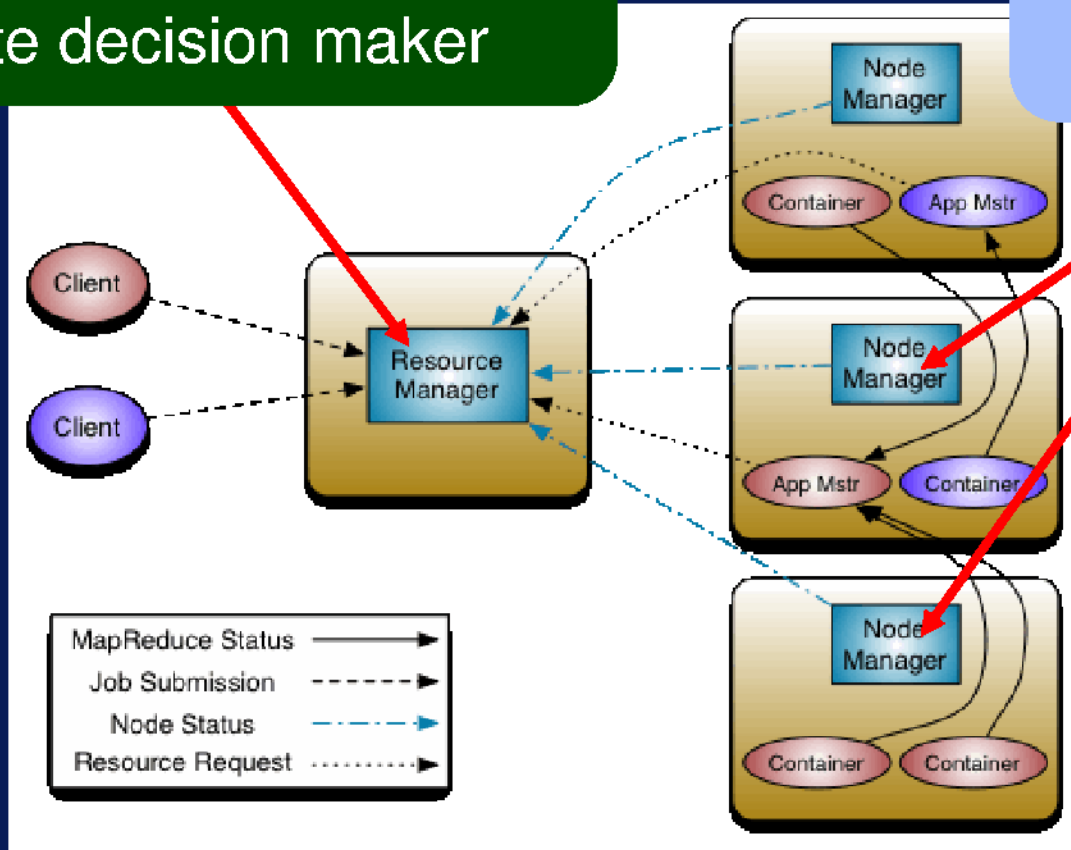 te decision maker
Node
Manager
Container
App Mstr
Client
Client
Resource
Manager
Node
Manager
App Mstr
Container
Node
Manager
Container
Container
MapReduce Status
Job Submission
Node Status
Resource Request